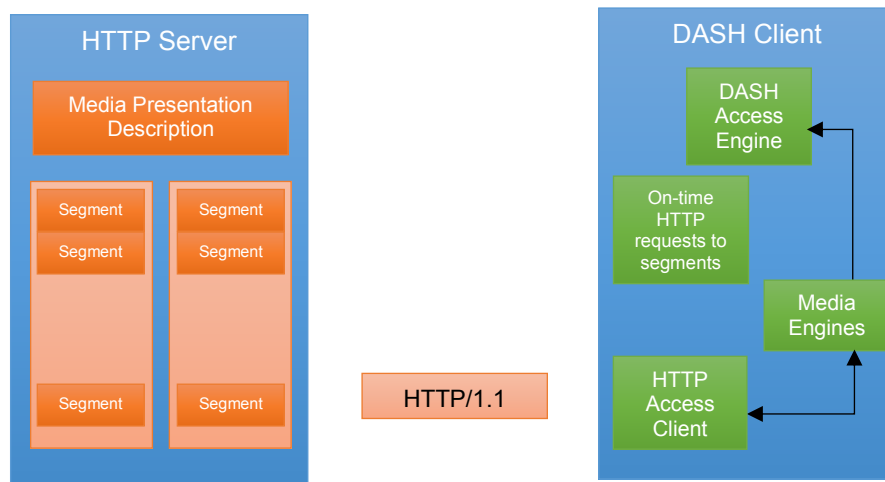 HTTP Server
Media Presentation
Description
Segment
Segment
Segment
Segment
Segment
Segment
HTTP/1.1
DASH Client
DASH
Access
Engine
On-time
HTTP
requests to
segments
Media
Engines
HTTP
Access
Client